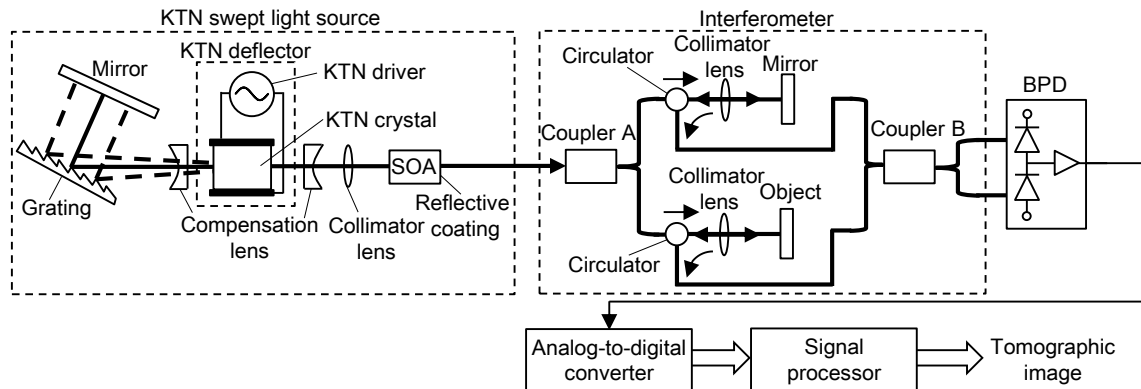 KTN swept light source
KTN deflector
Mirror
KTN driver
KTN crystal
SOA
Grating
Compensation
lens
Collimator
lens
Reflective
coating
Interferometer
Circulator
Collimator
lens
Mirror
Coupler A
Coupler B
BPD
Collimator
lens
Object
Circulator
Analog-to-digital
converter
Signal
processor
Tomographic
image